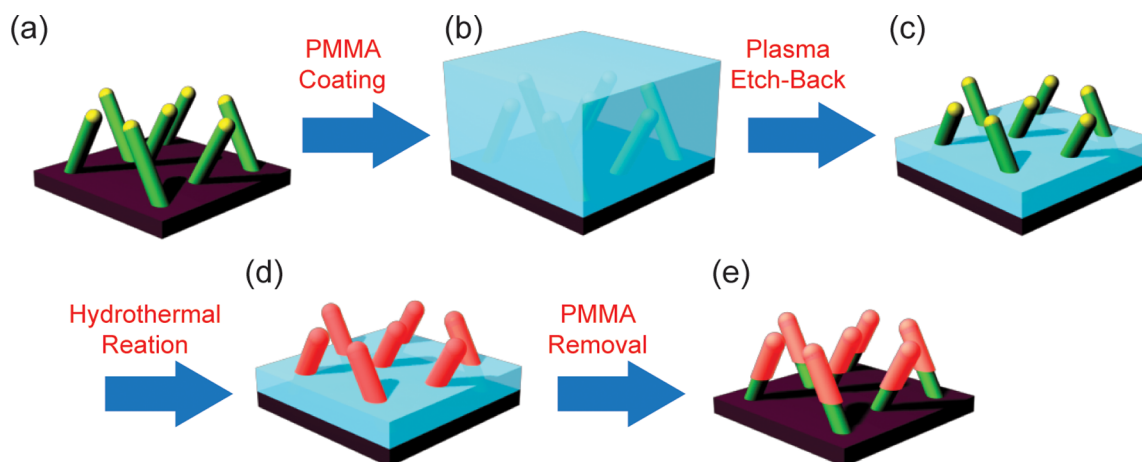 (a)
PMMA
Coating
(b)
Plasma
Etch-Back
(c)
Hydrothermal
Reation
(d)
PMMA
Removal
(e)